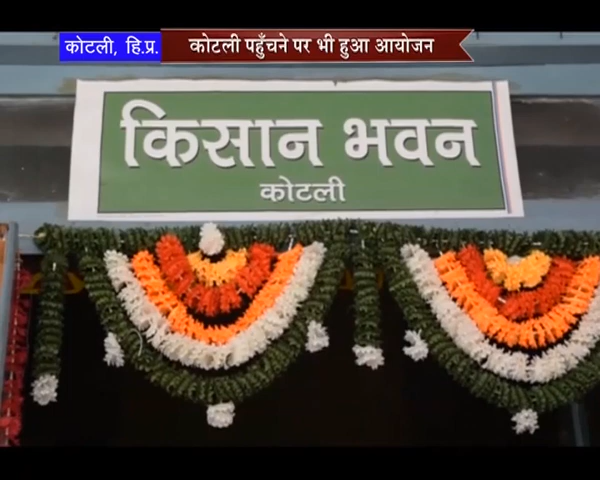 कोटली, हि.प्र.
कोटली पहुँचने पर भी हुआ आयोजन
किसान भवन
कोटली